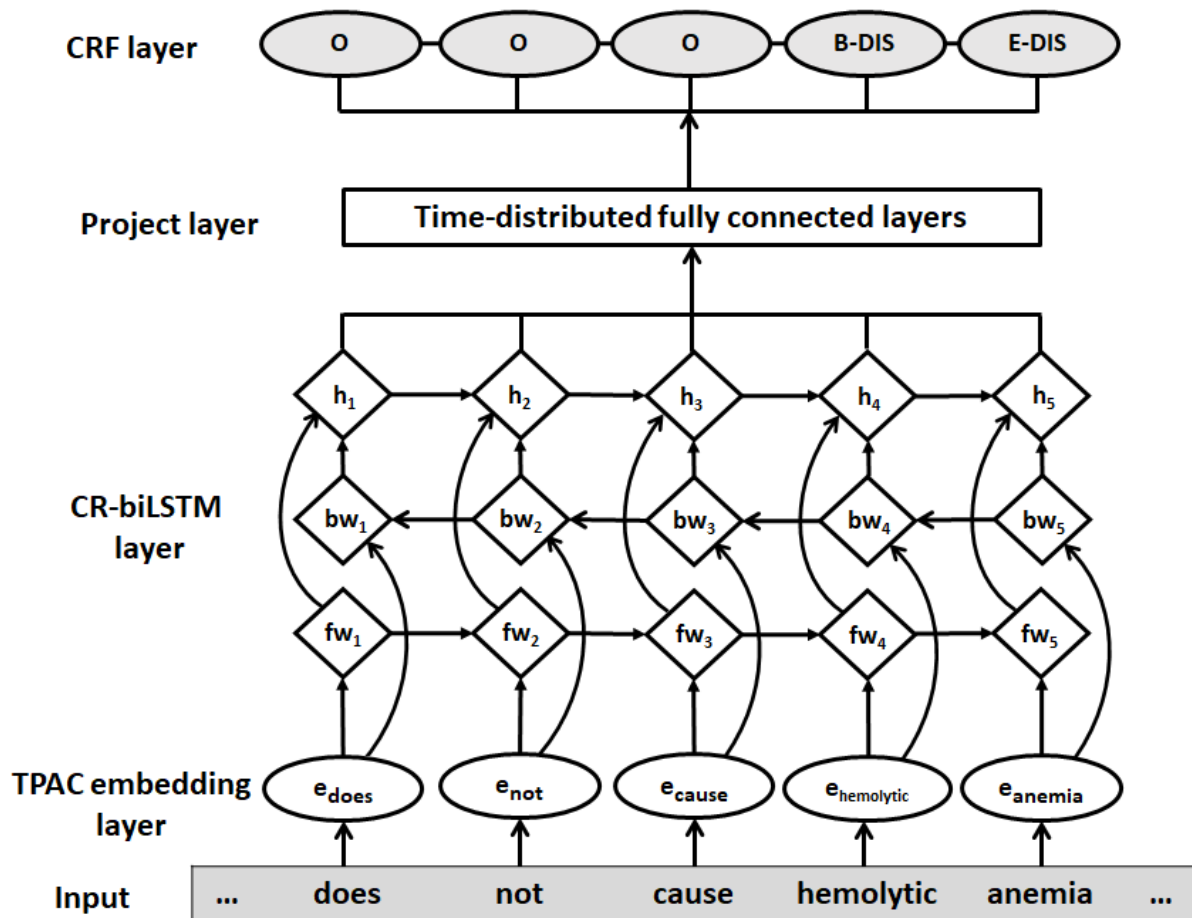 CRF layer O O O B-DIS E-DIS
Project layer Time-distributed fully connected layers
h1 h2 h3 h4 h5
CR-biLSTM
layer
bw1 bw2 bw3 bw4 bw5
fw1 fw2 fw3 fw4 fw5
TPAC embedding
layer
edoes enot ecause ehemolytic eanemia
Input ... does not cause hemolytic anemia ...